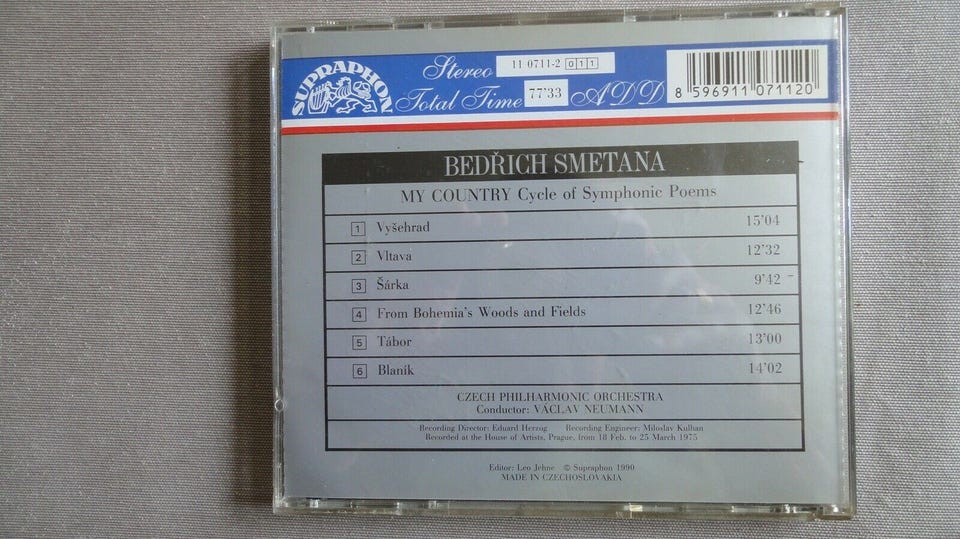 SUPRAPHON
Stereo 11 0711-2 011
Total Time 77'33 ADD
8 596911 071120
BEDŘICH SMETANA
MY COUNTRY Cycle of Symphonic Poems
1 Vyšehrad 15'04
2 Vltava 12'32
3 Šárka 9'42
4 From Bohemia's Woods and Fields 12'46
5 Tábor 13'00
6 Blaník 14'02
CZECH PHILHARMONIC ORCHESTRA
Conductor: VÁCLAV NEUMANN
Recording Director: Eduard Herzog Recording Engineer: Miloslav Kulhan
Recorded at the House of Artists, Prague, from 18 Feb. to 25 March 1975
Editor: Leo Jehne © Supraphon 1990
MADE IN CZECHOSLOVAKIA